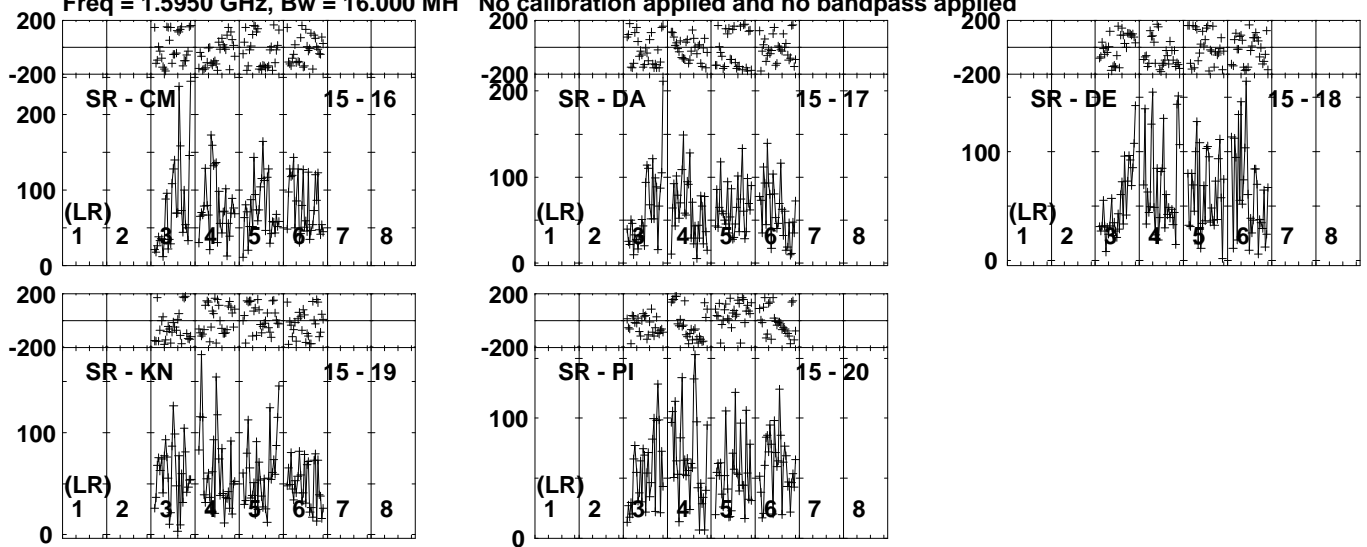 Freq = 1.5950 GHz, Bw = 16.000 MH No calibration applied and no bandpass applied
200
-200
SR - CM 15 - 16
200
100
(LR)
1 2 3 4 5 6 7 8
0
200
-200
SR - DA 15 - 17
200
100
(LR)
1 2 3 4 5 6 7 8
0
200
-200
SR - DE 15 - 18
100
(LR)
1 2 3 4 5 6 7 8
0
200
-200
SR - KN 15 - 19
100
(LR)
1 2 3 4 5 6 7 8
0
200
-200
SR - PI 15 - 20
100
(LR)
1 2 3 4 5 6 7 8
0